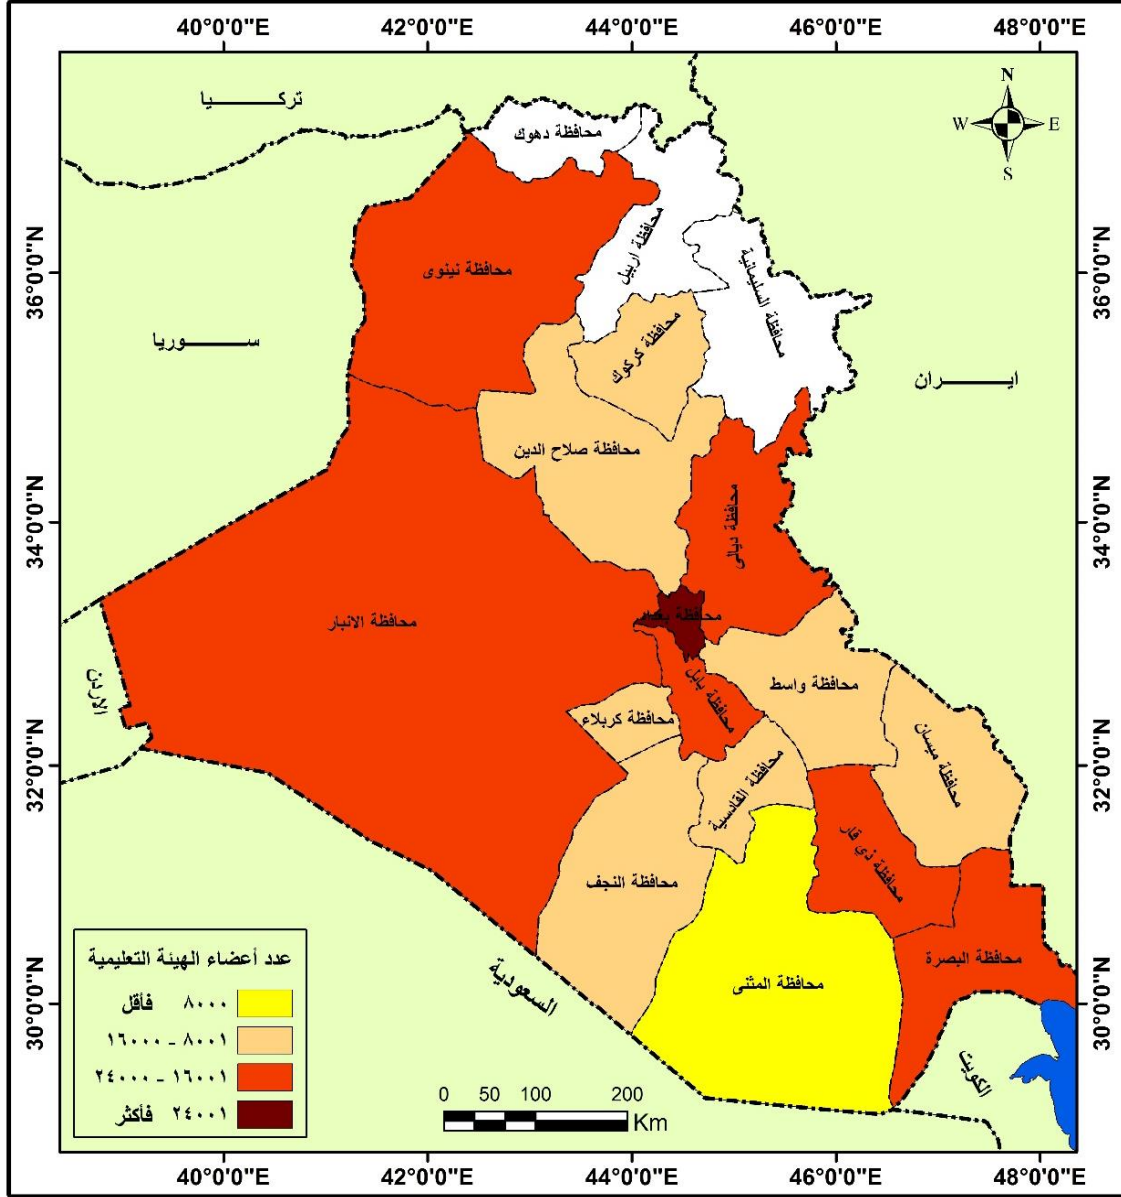 40°0'0"E 42°0'0"E 44°0'0"E 46°0'0"E 48°0'0"E
N
W E
S
تركـــــــيا
محافظة دهوك
محافظة اربيل
محافظة السليمانية
محافظة نينوى
36°0'0"N 36°0'0"N
ســـــــوريا
محافظة كركوك
ايـــــــران
محافظة صلاح الدين
محافظة ديالى
34°0'0"N 34°0'0"N
محافظة بغداد
محافظة الانبار
الاردن
محافظة بابل
محافظة واسط
محافظة كربلاء
محافظة ميسان
32°0'0"N 32°0'0"N
محافظة القادسية
محافظة ذي قار
محافظة النجف
محافظة البصرة
محافظة المثنى
السعودية
30°0'0"N 30°0'0"N
الكويت
عدد أعضاء الهيئة التعليمية
٨٠٠٠ فأقل
٨٠٠١ - ١٦٠٠٠
١٦٠٠١ - ٢٤٠٠٠
٢٤٠٠١ فأكثر
0 50 100 200
Km
40°0'0"E 42°0'0"E 44°0'0"E 46°0'0"E 48°0'0"E